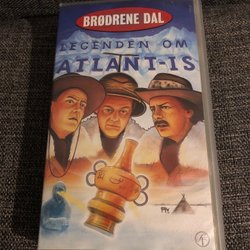 BRØDRENE DAL
LEGENDEN OM
ATLANT-IS